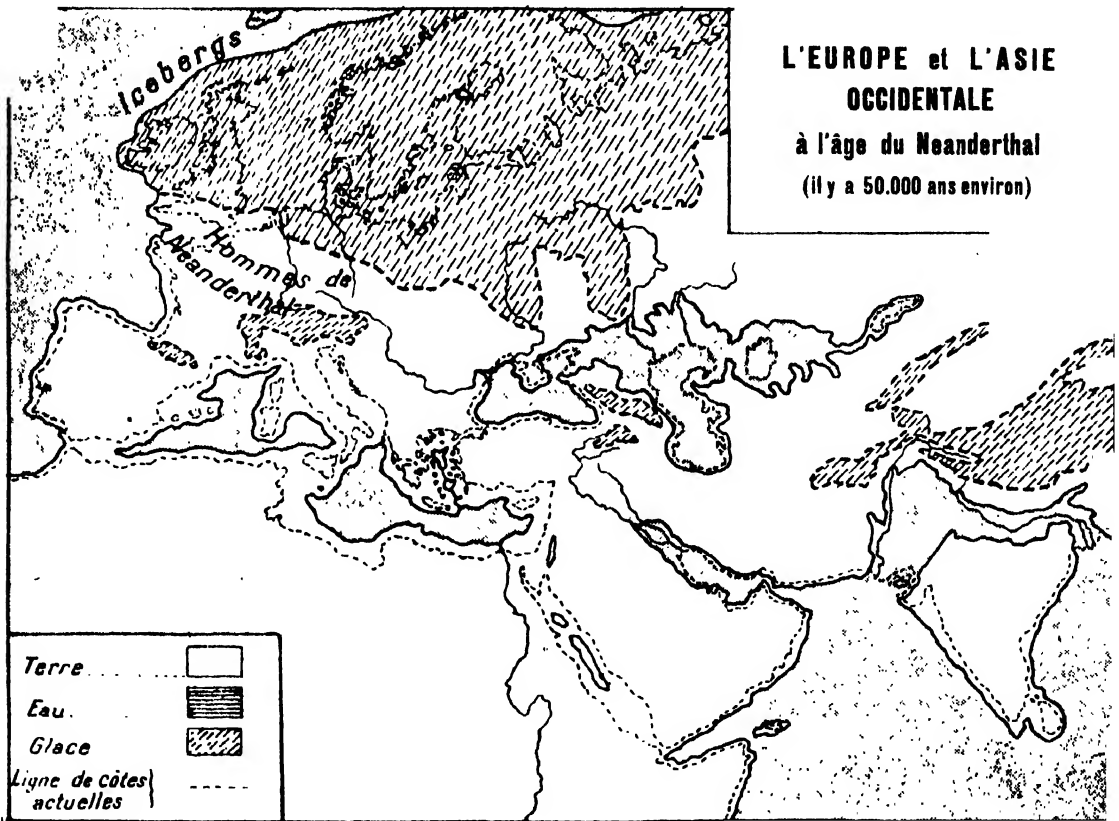 L'EUROPE et L'ASIE
OCCIDENTALE
à l'âge du Neanderthal
(il y a 50.000 ans environ)
Icebergs
Hommes de
Neanderthal
Terre
Eau.
Glace
Ligne de côtes
actuelles